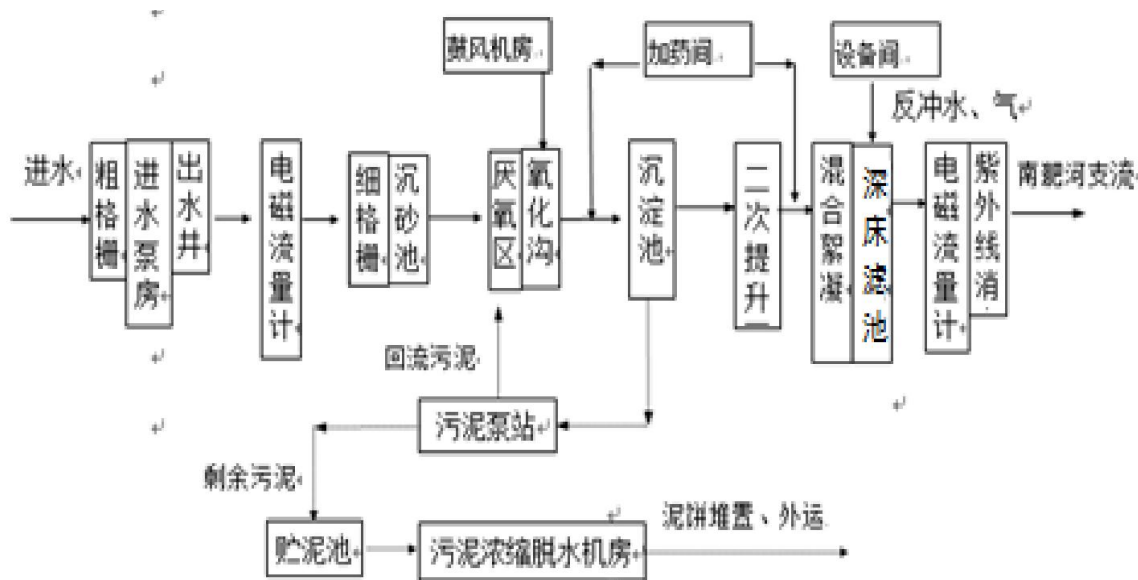 鼓风机房
加药间
设备间
反冲水、气
进水
粗格栅
进水泵房
出水井
电磁流量计
细格栅
沉砂池
厌氧区
氧化沟
沉淀池
二次提升
混合絮凝
深床滤池
电磁流量计
紫外线消
南淝河支流
回流污泥
污泥泵站
剩余污泥
贮泥池
污泥浓缩脱水机房
泥饼堆置、外运